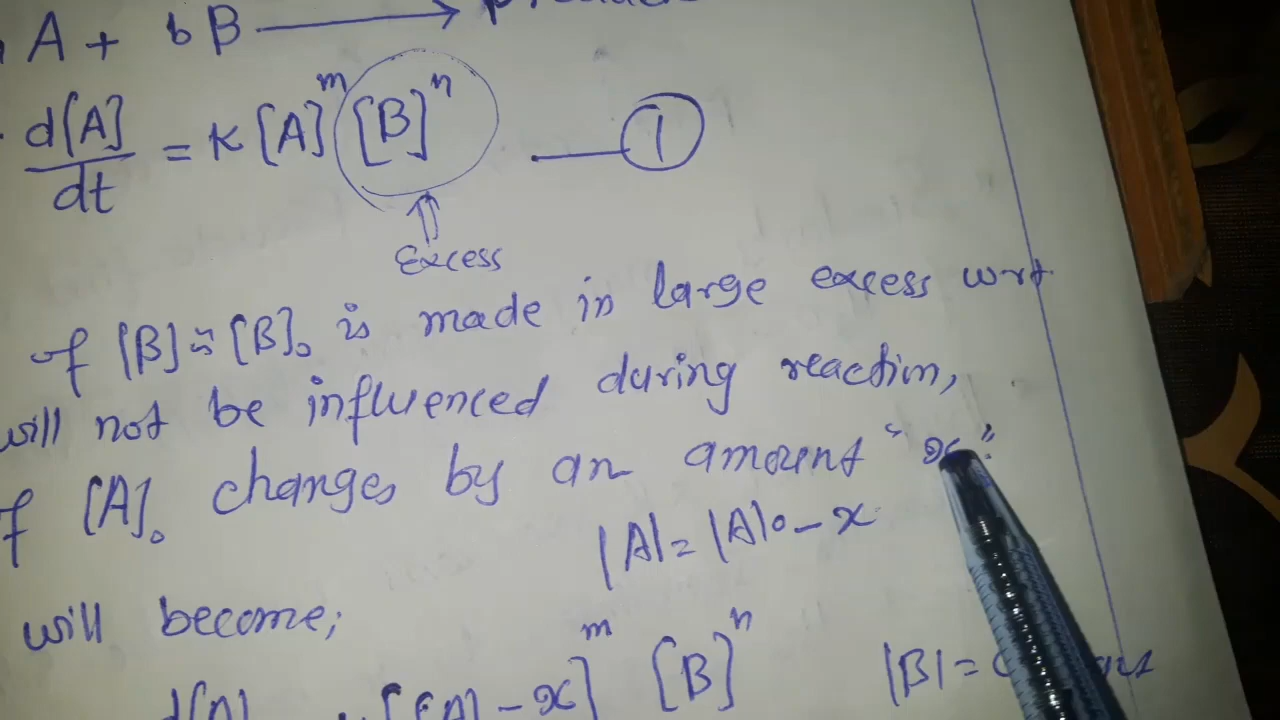 A + bB ⟶
d[A]/dt = K[A]^m [B]^n — ①
Excess
of [B] ≈ [B]₀ is made in large excess wrt
will not be influenced during reaction,
[A]₀ changes by an amount "x"
|A| = |A|₀ - x
will become;
d[A] [[A] - x]^m [B]^n |B| =